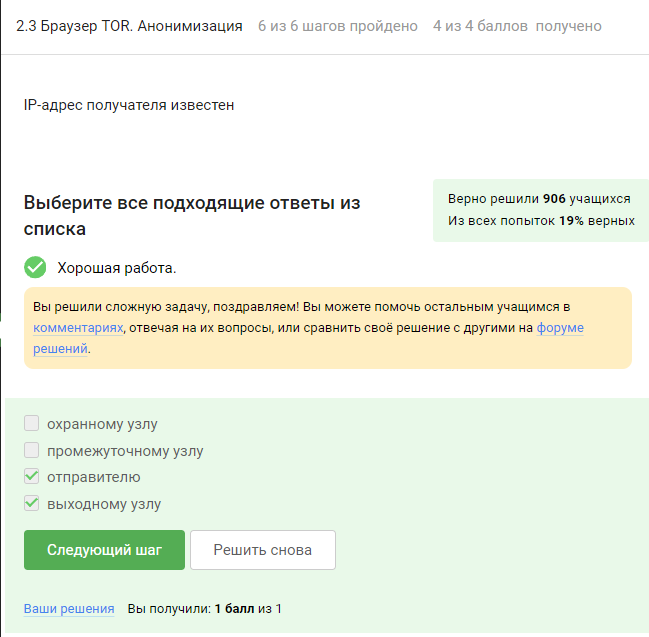 2.3 Браузер TOR. Анонимизация 6 из 6 шагов пройдено 4 из 4 баллов получено
IP-адрес получателя известен
Выберите все подходящие ответы из
списка
Верно решили 906 учащихся
Из всех попыток 19% верных
Хорошая работа.
Вы решили сложную задачу, поздравляем! Вы можете помочь остальным учащимся в
комментариях, отвечая на их вопросы, или сравнить своё решение с другими на форуме
решений.
охранному узлу
промежуточному узлу
отправителю
выходному узлу
Следующий шаг Решить снова
Ваши решения Вы получили: 1 балл из 1